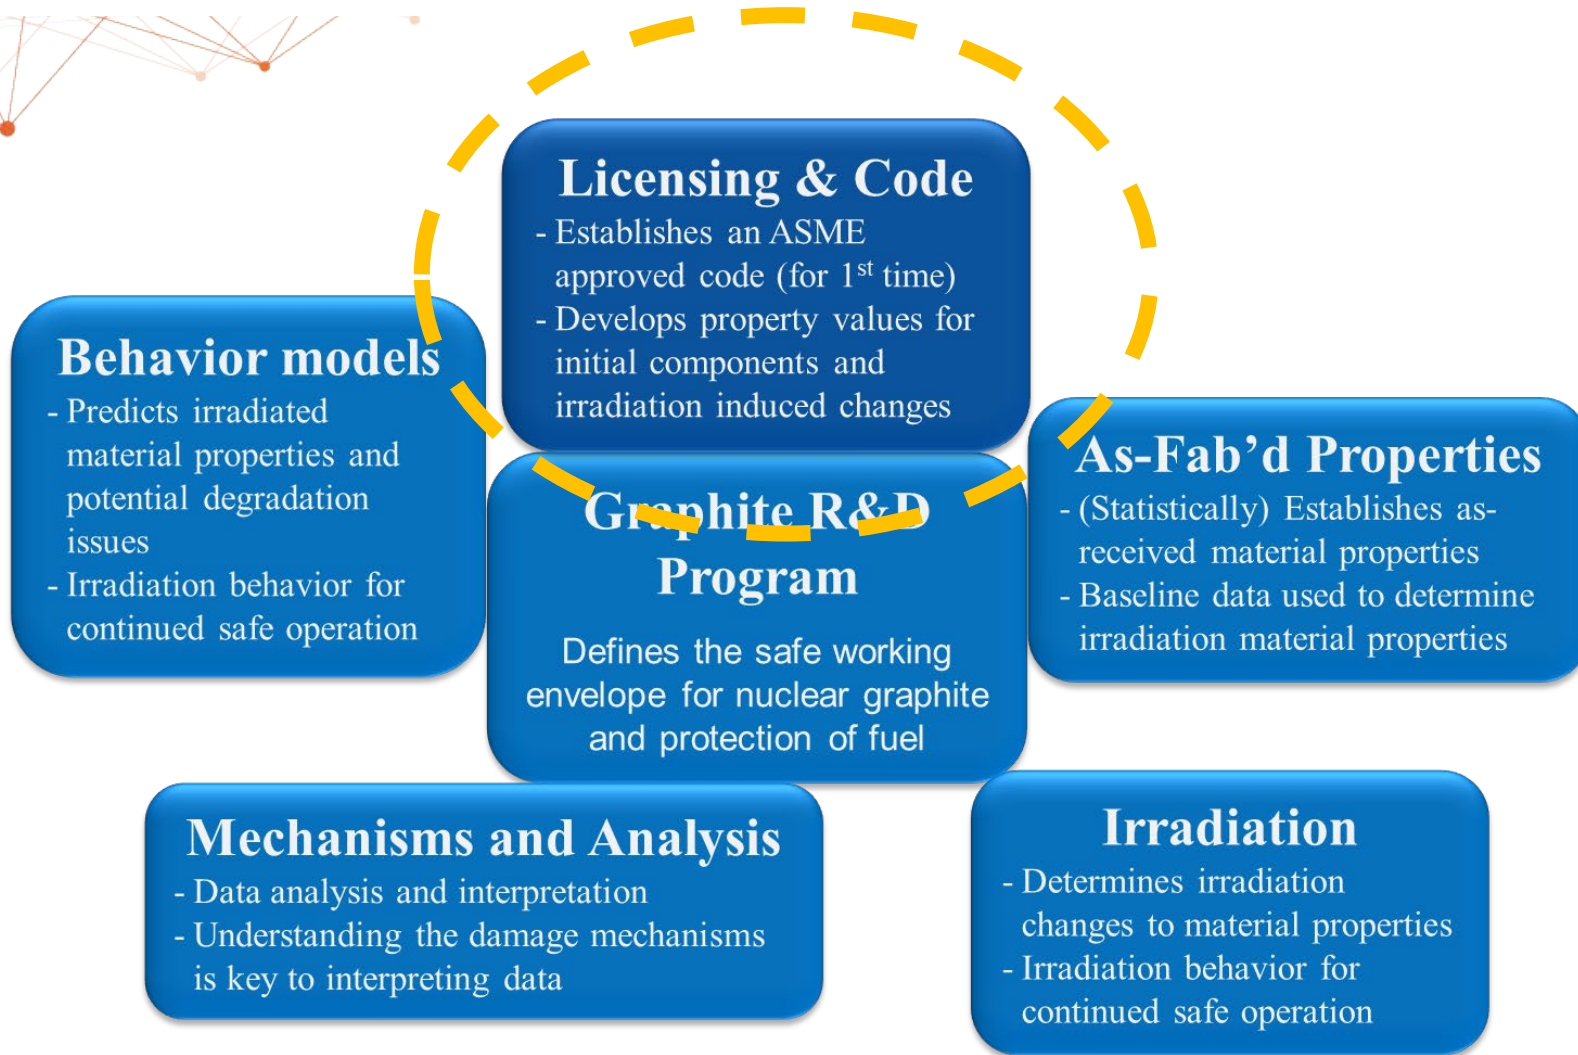 Licensing & Code
- Establishes an ASME
approved code (for 1st time)
- Develops property values for
initial components and
irradiation induced changes
Behavior models
- Predicts irradiated
material properties and
potential degradation
issues
- Irradiation behavior for
continued safe operation
Graphite R&D
Program
Defines the safe working
envelope for nuclear graphite
and protection of fuel
As-Fab’d Properties
- (Statistically) Establishes as-
received material properties
- Baseline data used to determine
irradiation material properties
Mechanisms and Analysis
- Data analysis and interpretation
- Understanding the damage mechanisms
is key to interpreting data
Irradiation
- Determines irradiation
changes to material properties
- Irradiation behavior for
continued safe operation